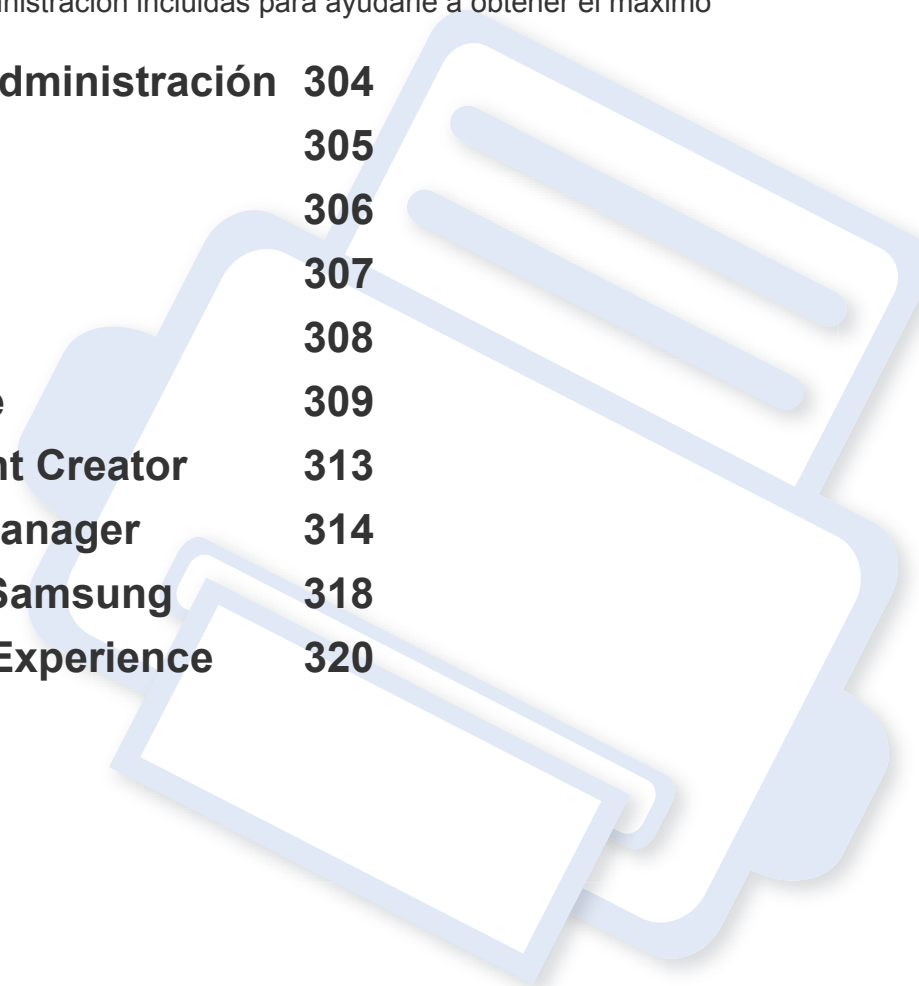 nistración incluidas para ayudarle a obtener el máximo
dministración 304
305
306
307
308
e 309
nt Creator 313
anager 314
Samsung 318
Experience 320